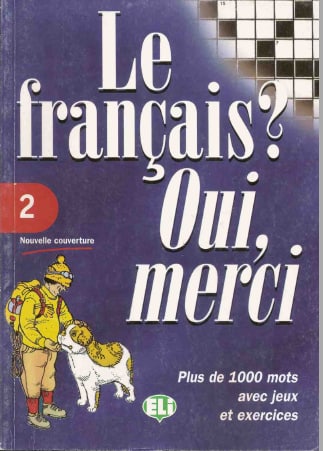 Le
français?
Oui,
merci
2
Nouvelle couverture
Plus de 1000 mots
avec jeux
et exercices
ELi